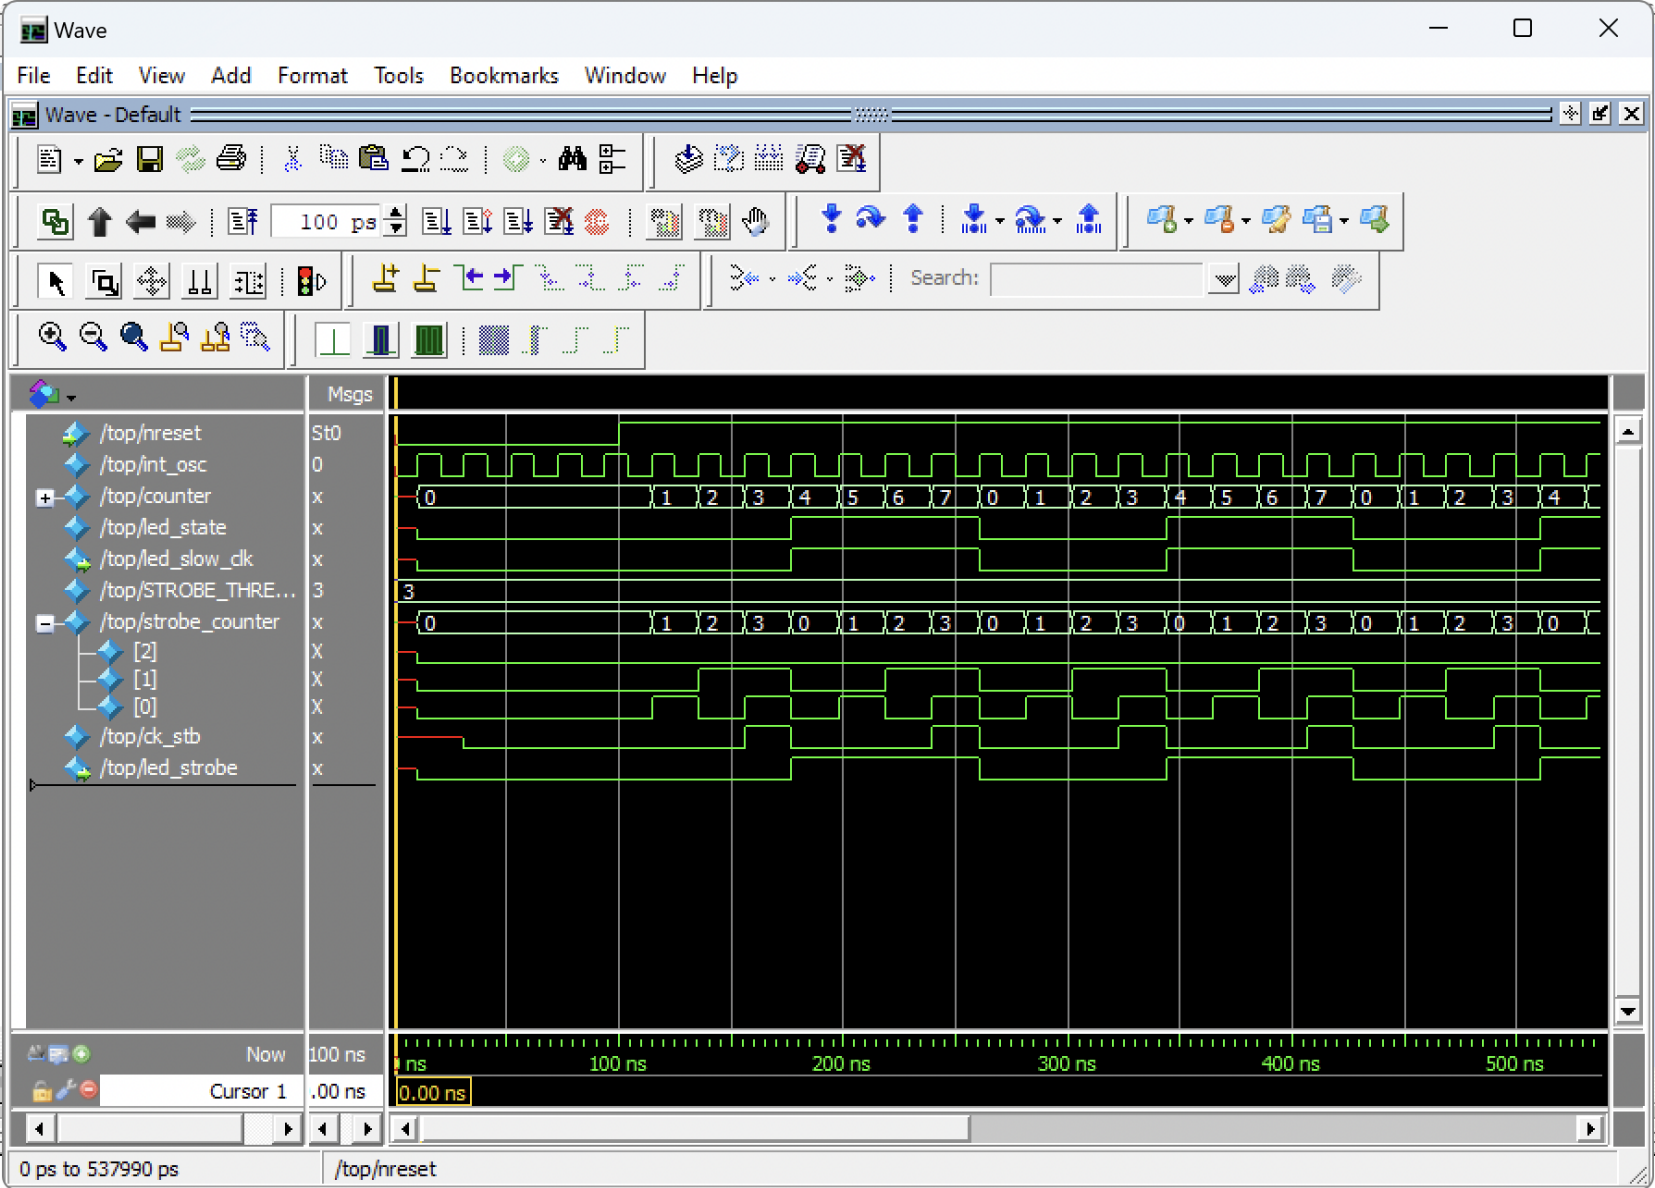 Wave
File Edit View Add Format Tools Bookmarks Window Help
Wave - Default
100 ps
Search:
Msgs
/top/nreset St0
/top/int_osc 0
/top/counter x 0 1 2 3 4 5 6 7 0 1 2 3 4 5 6 7 0 1 2 3 4
/top/led_state x
/top/led_slow_clk x
/top/STROBE_THRE... 3 3
/top/strobe_counter x 0 1 2 3 0 1 2 3 0 1 2 3 0 1 2 3 0 1 2 3 0
[2] X
[1] X
[0] X
/top/ck_stb x
/top/led_strobe x
Now 100 ns ns 100 ns 200 ns 300 ns 400 ns 500 ns
Cursor 1 .00 ns 0.00 ns
0 ps to 537990 ps /top/nreset